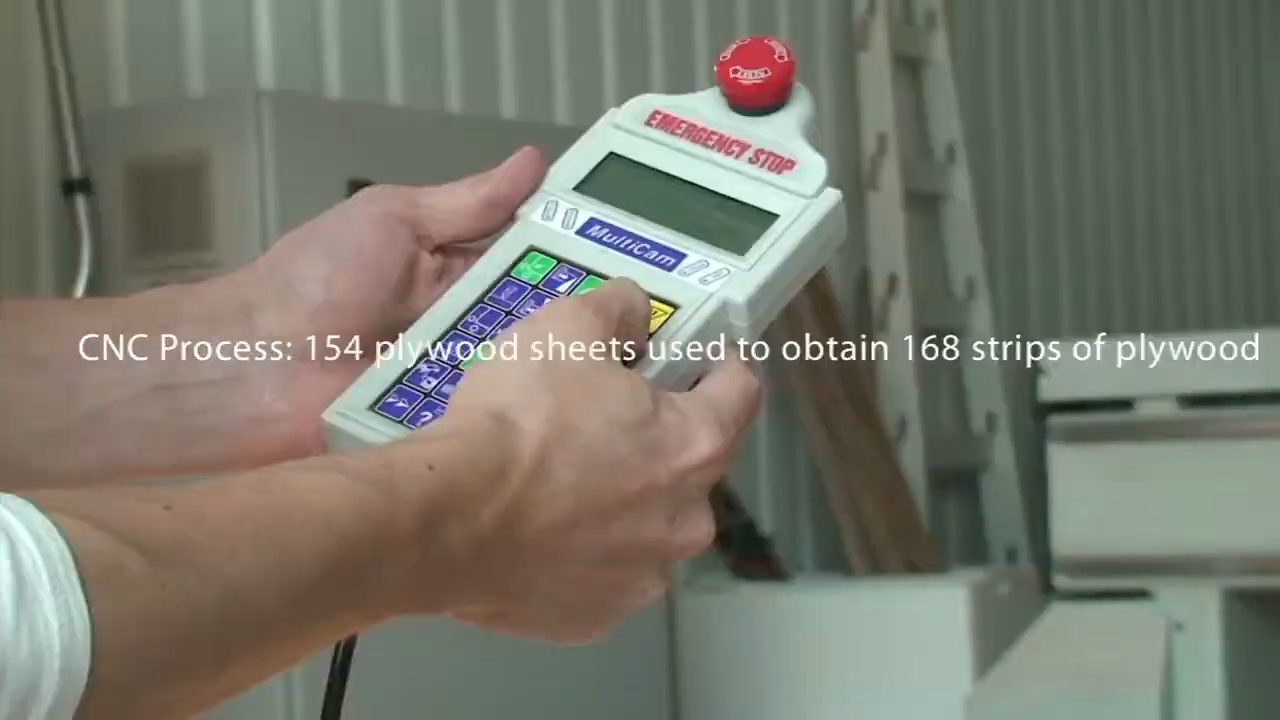 EMERGENCY STOP
MultiCam
CNC Process: 154 plywood sheets used to obtain 168 strips of plywood
?